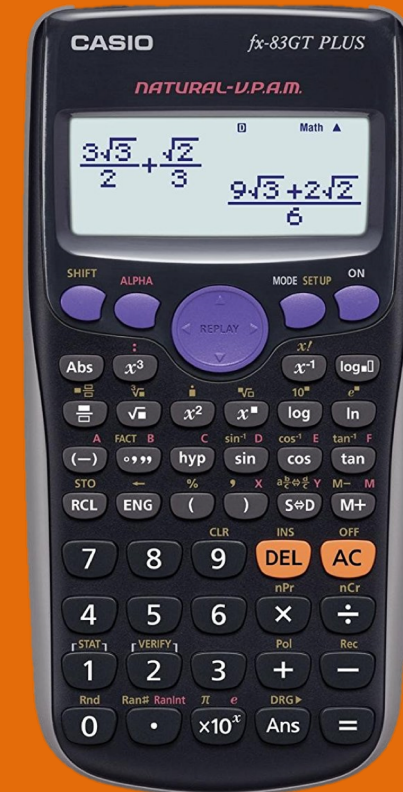 CASIO fx-83GT PLUS
NATURAL-V.P.A.M.
D Math ▲
3√3/2+√2/3
9√3+2√2/6
SHIFT ALPHA MODE SETUP ON
REPLAY
: x!
Abs x³ x⁻¹ log■□
■⊟ ³√■ ■̇ ■√□ 10■ e■
⊟ √■ x² x■ log ln
A FACT B C sin⁻¹ D cos⁻¹ E tan⁻¹ F
(−) °,,, hyp sin cos tan
STO ← % , X a b/c⇔d/c Y M− M
RCL ENG ( ) S⇔D M+
CLR INS OFF
7 8 9 DEL AC
nPr nCr
4 5 6 × ÷
STAT VERIFY Pol Rec
1 2 3 + −
Rnd Ran# RanInt π e DRG▶
0 • ×10ˣ Ans =